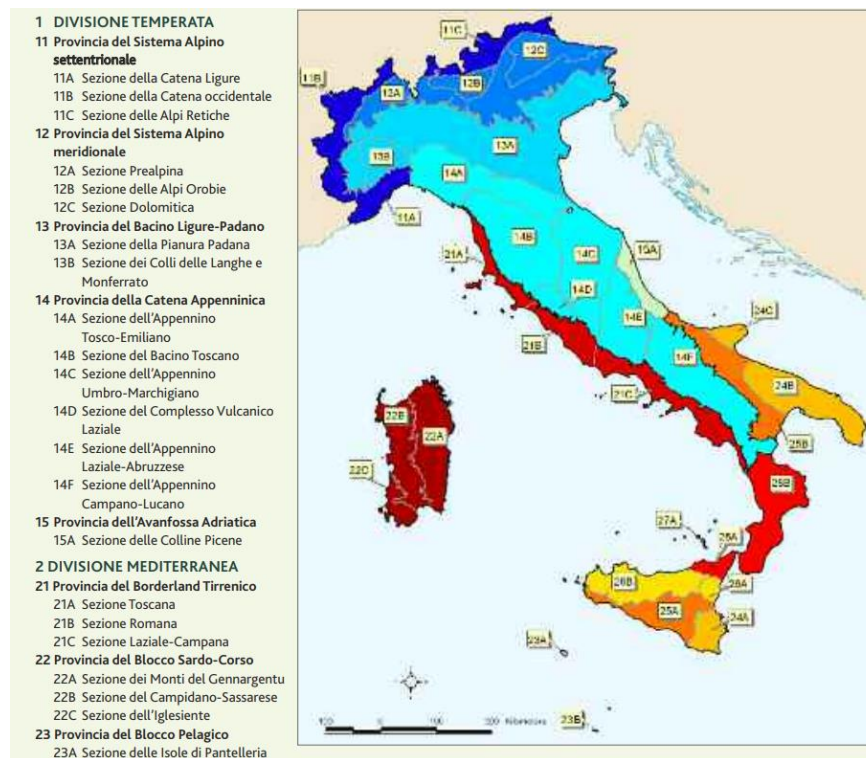 1 DIVISIONE TEMPERATA
11 Provincia del Sistema Alpino
settentrionale
11A Sezione della Catena Ligure
11B Sezione della Catena occidentale
11C Sezione delle Alpi Retiche
12 Provincia del Sistema Alpino
meridionale
12A Sezione Prealpina
12B Sezione delle Alpi Orobie
12C Sezione Dolomitica
13 Provincia del Bacino Ligure-Padano
13A Sezione della Pianura Padana
13B Sezione dei Colli delle Langhe e
Monferrato
14 Provincia della Catena Appenninica
14A Sezione dell'Appennino
Tosco-Emiliano
14B Sezione del Bacino Toscano
14C Sezione dell'Appennino
Umbro-Marchigiano
14D Sezione del Complesso Vulcanico
Laziale
14E Sezione dell'Appennino
Laziale-Abruzzese
14F Sezione dell'Appennino
Campano-Lucano
15 Provincia dell'Avanfossa Adriatica
15A Sezione delle Colline Picene
2 DIVISIONE MEDITERRANEA
21 Provincia del Borderland Tirrenico
21A Sezione Toscana
21B Sezione Romana
21C Sezione Laziale-Campana
22 Provincia del Blocco Sardo-Corso
22A Sezione dei Monti del Gennargentu
22B Sezione del Campidano-Sassarese
22C Sezione dell'Iglesiente
23 Provincia del Blocco Pelagico
23A Sezione delle Isole di Pantelleria
11C
12C
11B
12A
12B
13A
13B
14A
11A
14B
14C
15A
21A
14D
24C
14E
21B
14F
24B
21C
22B
22A
25B
22C
27A
26B
26A
25A
24A
23A
23B
100 0 100 200 Kilometers